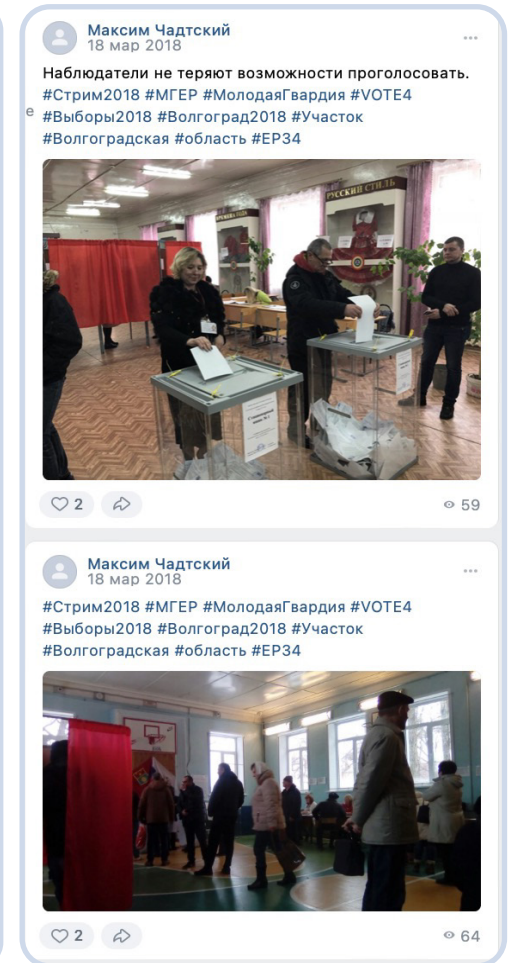 Максим Чадтский
18 мар 2018
Наблюдатели не теряют возможности проголосовать.
#Стрим2018 #МГЕР #МолодаяГвардия #VOTE4
#Выборы2018 #Волгоград2018 #Участок
#Волгоградская #область #ЕР34
е
РУССКИЙ СТИЛЬ
ВРЕМЕНА ГОДА
2
59
Максим Чадтский
18 мар 2018
#Стрим2018 #МГЕР #МолодаяГвардия #VOTE4
#Выборы2018 #Волгоград2018 #Участок
#Волгоградская #область #ЕР34
2
64